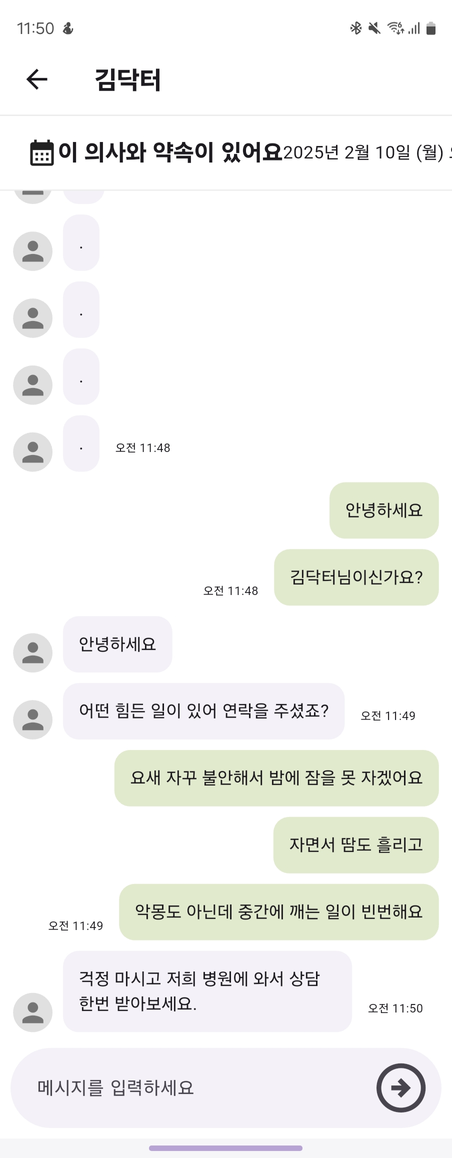 11:50
김닥터
이 의사와 약속이 있어요2025년 2월 10일 (월)
.
.
.
.
오전 11:48
안녕하세요
김닥터님이신가요?
오전 11:48
안녕하세요
어떤 힘든 일이 있어 연락을 주셨죠?
오전 11:49
요새 자꾸 불안해서 밤에 잠을 못 자겠어요
자면서 땀도 흘리고
악몽도 아닌데 중간에 깨는 일이 빈번해요
오전 11:49
걱정 마시고 저희 병원에 와서 상담
한번 받아보세요.
오전 11:50
메시지를 입력하세요